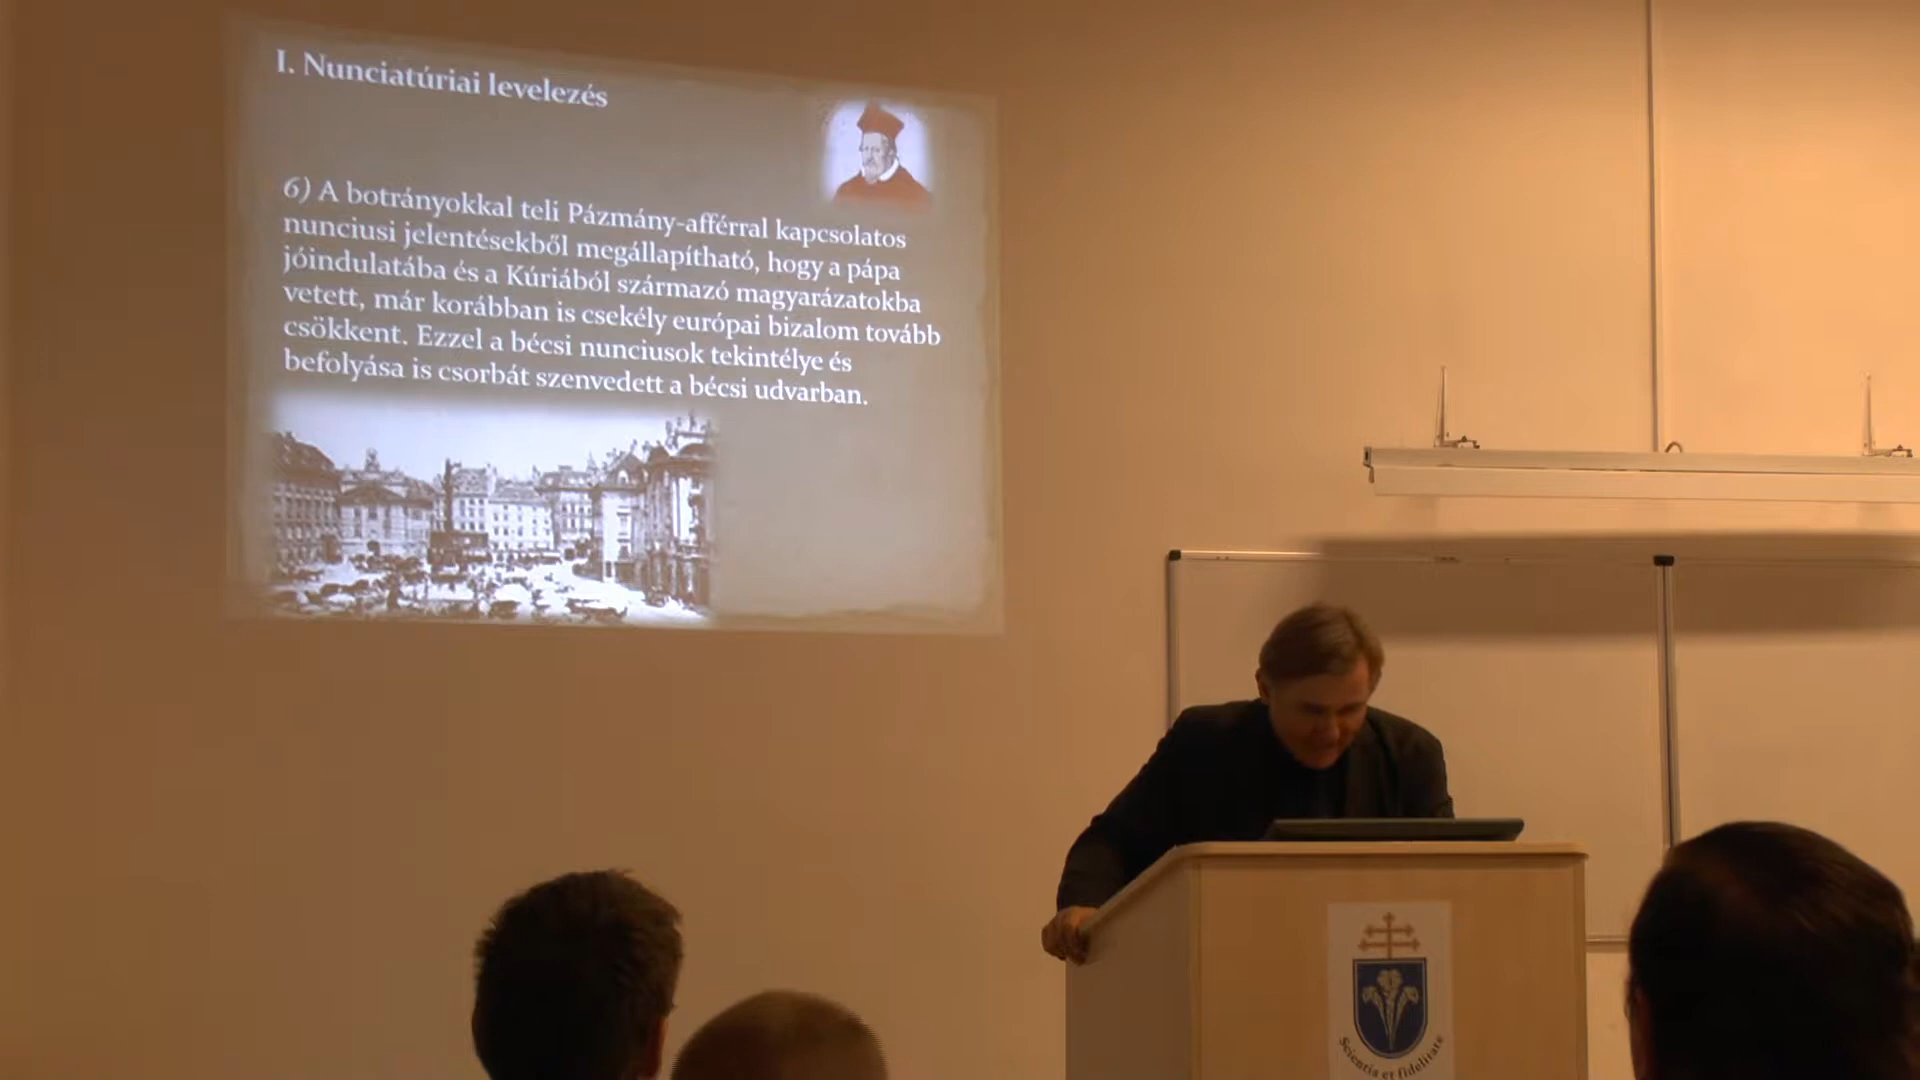 I. Nunciatúriai levelezés
6) A botrányokkal teli Pázmány-afférral kapcsolatos
nunciusi jelentésekből megállapítható, hogy a pápa
jóindulatába és a Kúriából származó magyarázatokba
vetett, már korábban is csekély európai bizalom tovább
csökkent. Ezzel a bécsi nunciusok tekintélye és
befolyása is csorbát szenvedett a bécsi udvarban.
Scientia et fidelitate